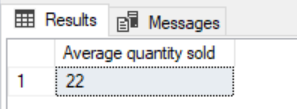 Results Messages
Average quantity sold
1 22